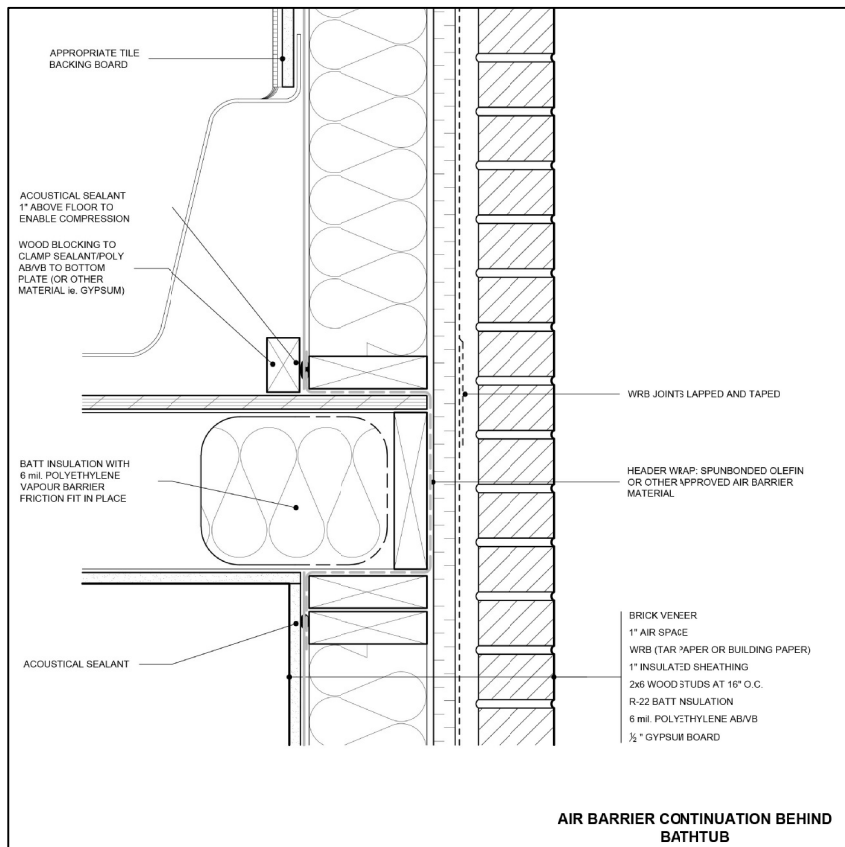 APPROPRIATE TILE
BACKING BOARD
ACOUSTICAL SEALANT
1" ABOVE FLOOR TO
ENABLE COMPRESSION
WOOD BLOCKING TO
CLAMP SEALANT/POLY
AB/VB TO BOTTOM
PLATE (OR OTHER
MATERIAL ie. GYPSUM)
WRB JOINTS LAPPED AND TAPED
BATT INSULATION WITH
6 mil. POLYETHYLENE
VAPOUR BARRIER
FRICTION FIT IN PLACE
HEADER WRAP: SPUNBONDED OLEFIN
OR OTHER APPROVED AIR BARRIER
MATERIAL
ACOUSTICAL SEALANT
BRICK VENEER
1" AIR SPACE
WRB (TAR PAPER OR BUILDING PAPER)
1" INSULATED SHEATHING
2x6 WOOD STUDS AT 16" O.C.
R-22 BATT INSULATION
6 mil. POLYETHYLENE AB/VB
½ " GYPSUM BOARD
AIR BARRIER CONTINUATION BEHIND
BATHTUB